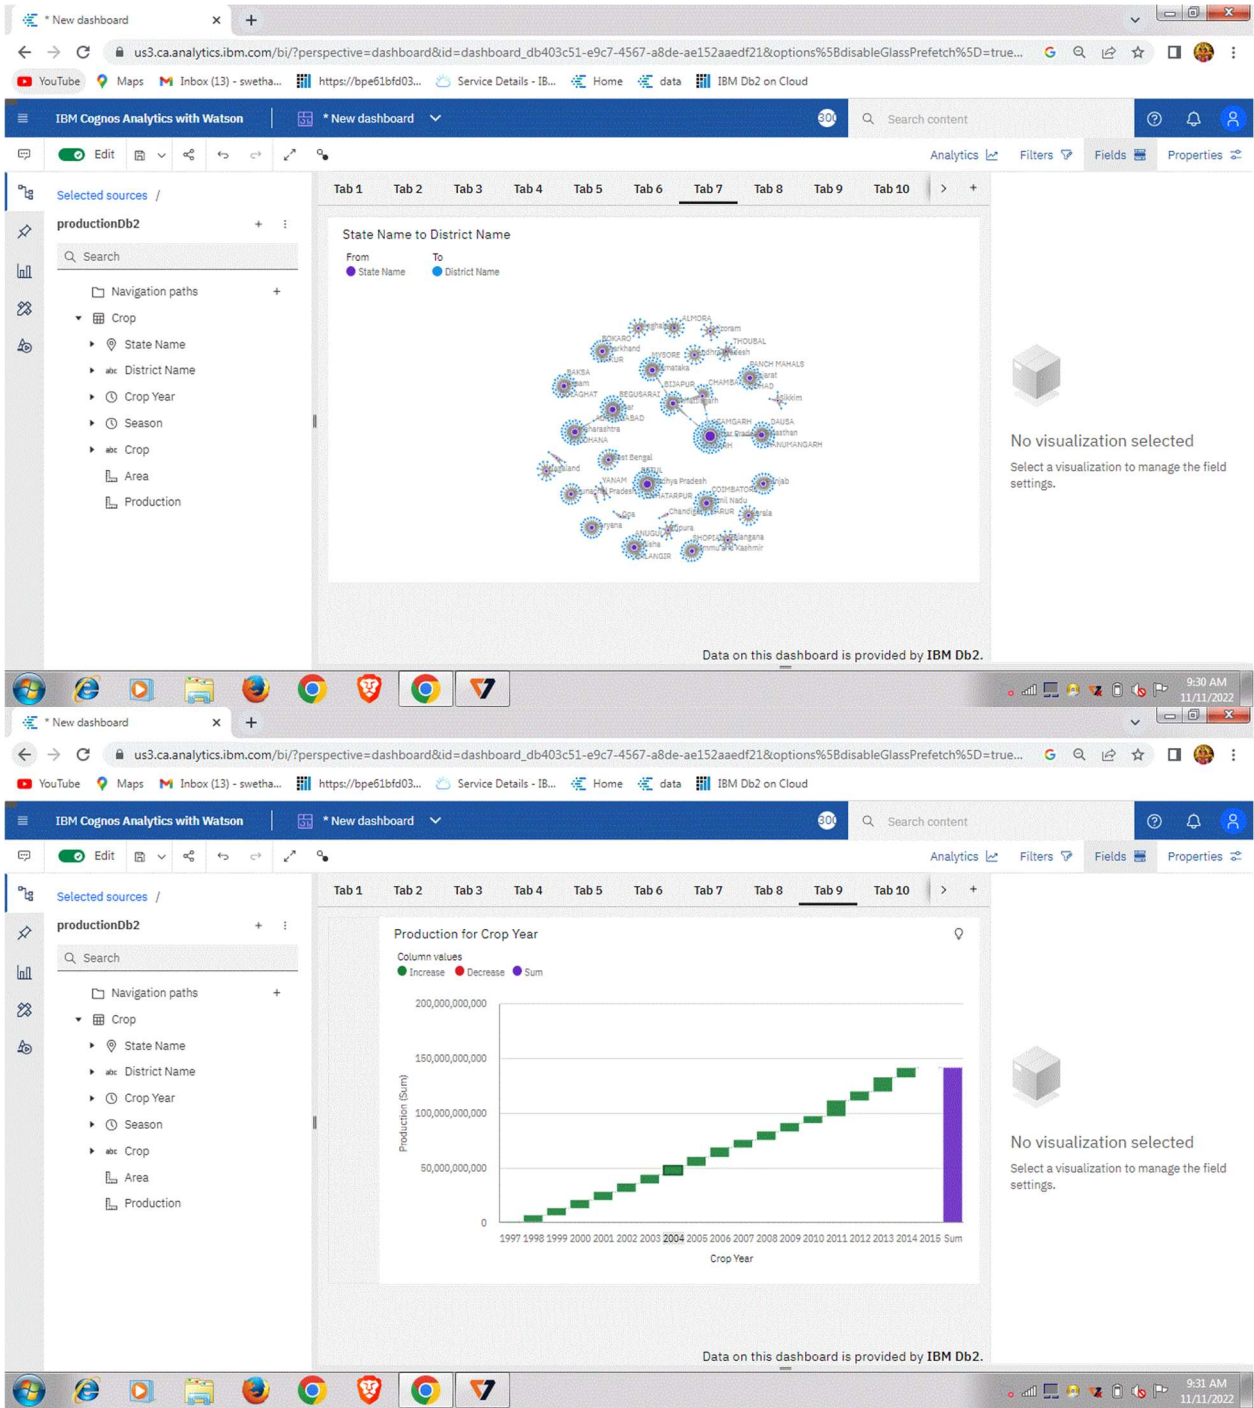 * New dashboard
us3.ca.analytics.ibm.com/bi/?perspective=dashboard&id=dashboard_db403c51-e9c7-4567-a8de-ae152aaedf21&options%5BdisableGlassPrefetch%5D=true...
YouTube Maps Inbox (13) - swetha... https://bpe61bfd03... Service Details - IB... Home data IBM Db2 on Cloud
IBM Cognos Analytics with Watson * New dashboard 300 Search content
Edit Analytics Filters Fields Properties
Selected sources / Tab 1 Tab 2 Tab 3 Tab 4 Tab 5 Tab 6 Tab 7 Tab 8 Tab 9 Tab 10
productionDb2
Search
Navigation paths
Crop
State Name
District Name
Crop Year
Season
Crop
Area
Production
State Name to District Name
From To
State Name District Name
ALMORA
THOUBAL
MYSORE
PANCH MAHALS
BAKSA
BIJAPUR
BEGUSARAI
DAUSA
HANUMANGARH
YANAM
COIMBATORE
Goa
No visualization selected
Select a visualization to manage the field
settings.
Data on this dashboard is provided by IBM Db2.
9:30 AM
11/11/2022
* New dashboard
us3.ca.analytics.ibm.com/bi/?perspective=dashboard&id=dashboard_db403c51-e9c7-4567-a8de-ae152aaedf21&options%5BdisableGlassPrefetch%5D=true...
YouTube Maps Inbox (13) - swetha... https://bpe61bfd03... Service Details - IB... Home data IBM Db2 on Cloud
IBM Cognos Analytics with Watson * New dashboard 300 Search content
Edit Analytics Filters Fields Properties
Selected sources / Tab 1 Tab 2 Tab 3 Tab 4 Tab 5 Tab 6 Tab 7 Tab 8 Tab 9 Tab 10
productionDb2
Search
Navigation paths
Crop
State Name
District Name
Crop Year
Season
Crop
Area
Production
Production for Crop Year
Column values
Increase Decrease Sum
Production (Sum)
200,000,000,000
150,000,000,000
100,000,000,000
50,000,000,000
0
1997 1998 1999 2000 2001 2002 2003 2004 2005 2006 2007 2008 2009 2010 2011 2012 2013 2014 2015 Sum
Crop Year
No visualization selected
Select a visualization to manage the field
settings.
Data on this dashboard is provided by IBM Db2.
9:31 AM
11/11/2022